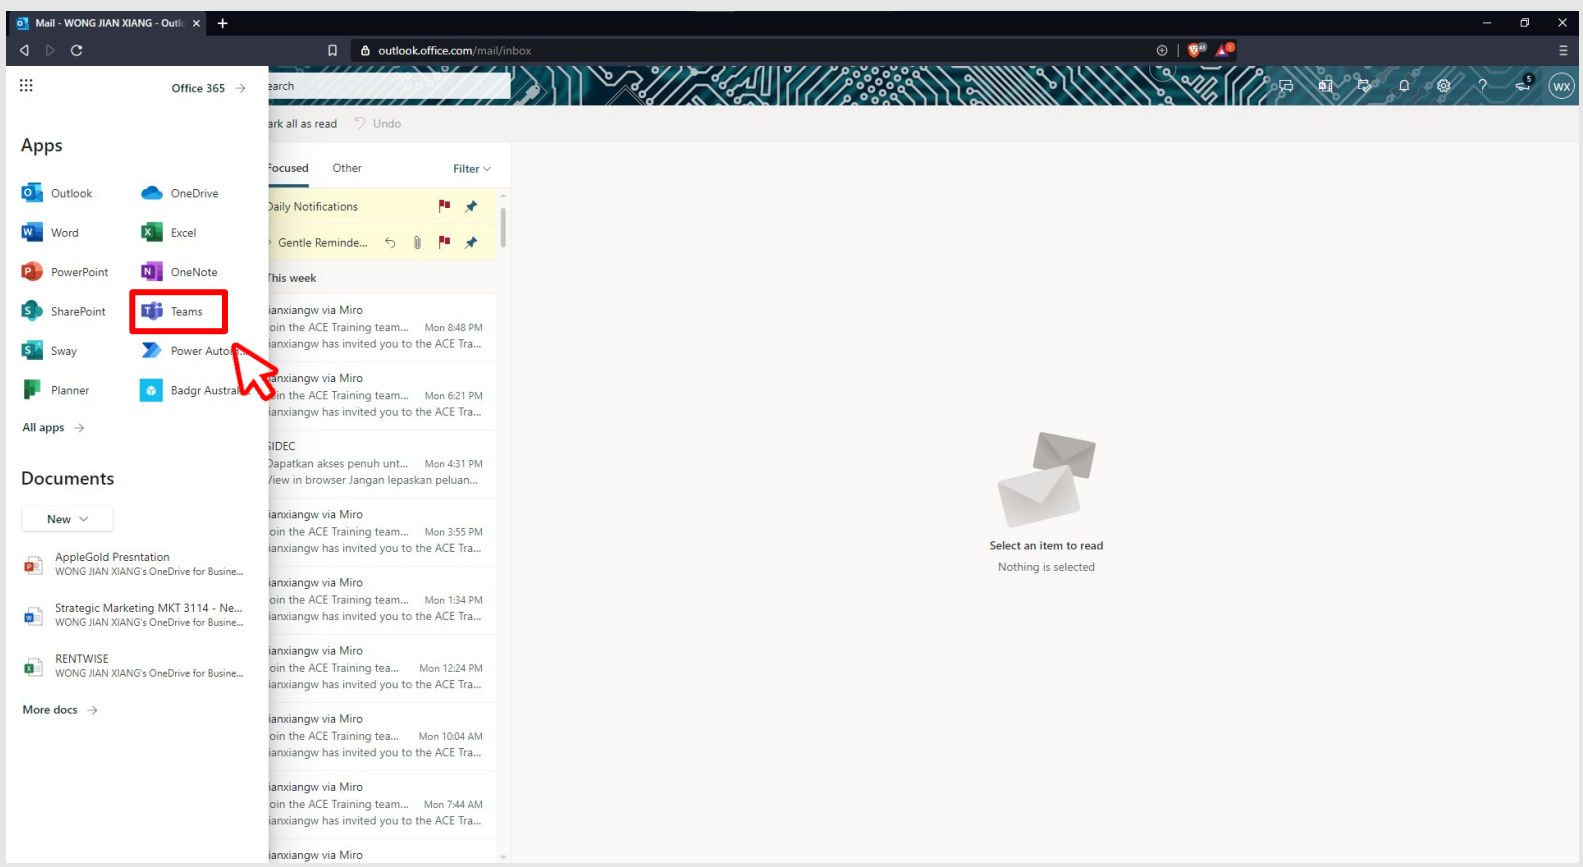 Mail - WONG JIAN XIANG - Outlo
outlook.office.com/mail/inbox
Office 365 →
earch
5
WX
ark all as read
Undo
Apps
Outlook
OneDrive
Word
Excel
PowerPoint
OneNote
SharePoint
Teams
Sway
Power Autom...
Planner
Badgr Austral...
All apps →
Documents
New
AppleGold Presntation
WONG JIAN XIANG's OneDrive for Busine...
Strategic Marketing MKT 3114 - Ne...
WONG JIAN XIANG's OneDrive for Busine...
RENTWISE
WONG JIAN XIANG's OneDrive for Busine...
More docs →
Focused
Other
Filter
Daily Notifications
Gentle Reminde...
This week
ianxiangw via Miro
oin the ACE Training team... Mon 8:48 PM
ianxiangw has invited you to the ACE Tra...
ianxiangw via Miro
oin the ACE Training team... Mon 6:21 PM
ianxiangw has invited you to the ACE Tra...
SIDEC
Dapatkan akses penuh unt... Mon 4:31 PM
View in browser Jangan lepaskan peluan...
ianxiangw via Miro
oin the ACE Training team... Mon 3:55 PM
ianxiangw has invited you to the ACE Tra...
ianxiangw via Miro
oin the ACE Training team... Mon 1:34 PM
ianxiangw has invited you to the ACE Tra...
ianxiangw via Miro
oin the ACE Training tea... Mon 12:24 PM
ianxiangw has invited you to the ACE Tra...
ianxiangw via Miro
oin the ACE Training tea... Mon 10:04 AM
ianxiangw has invited you to the ACE Tra...
ianxiangw via Miro
oin the ACE Training team... Mon 7:44 AM
ianxiangw has invited you to the ACE Tra...
ianxiangw via Miro
Select an item to read
Nothing is selected